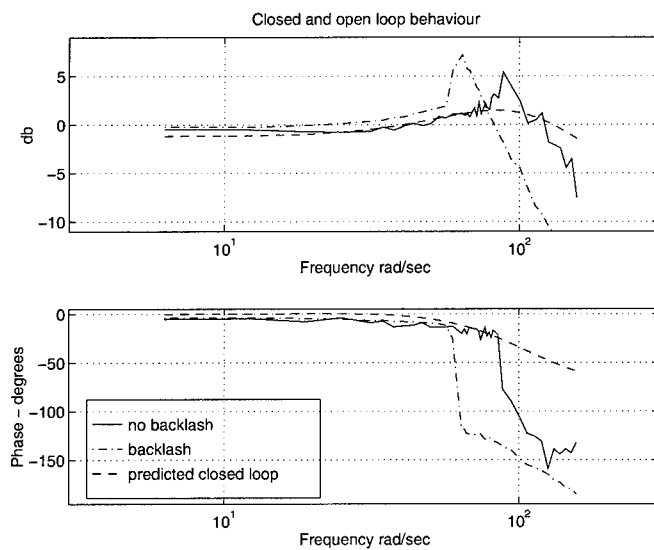 Closed and open loop behaviour
5
0
−5
−10
db
10^1
10^2
Frequency rad/sec
0
−50
−100
−150
Phase – degrees
no backlash
backlash
predicted closed loop
10^1
10^2
Frequency rad/sec